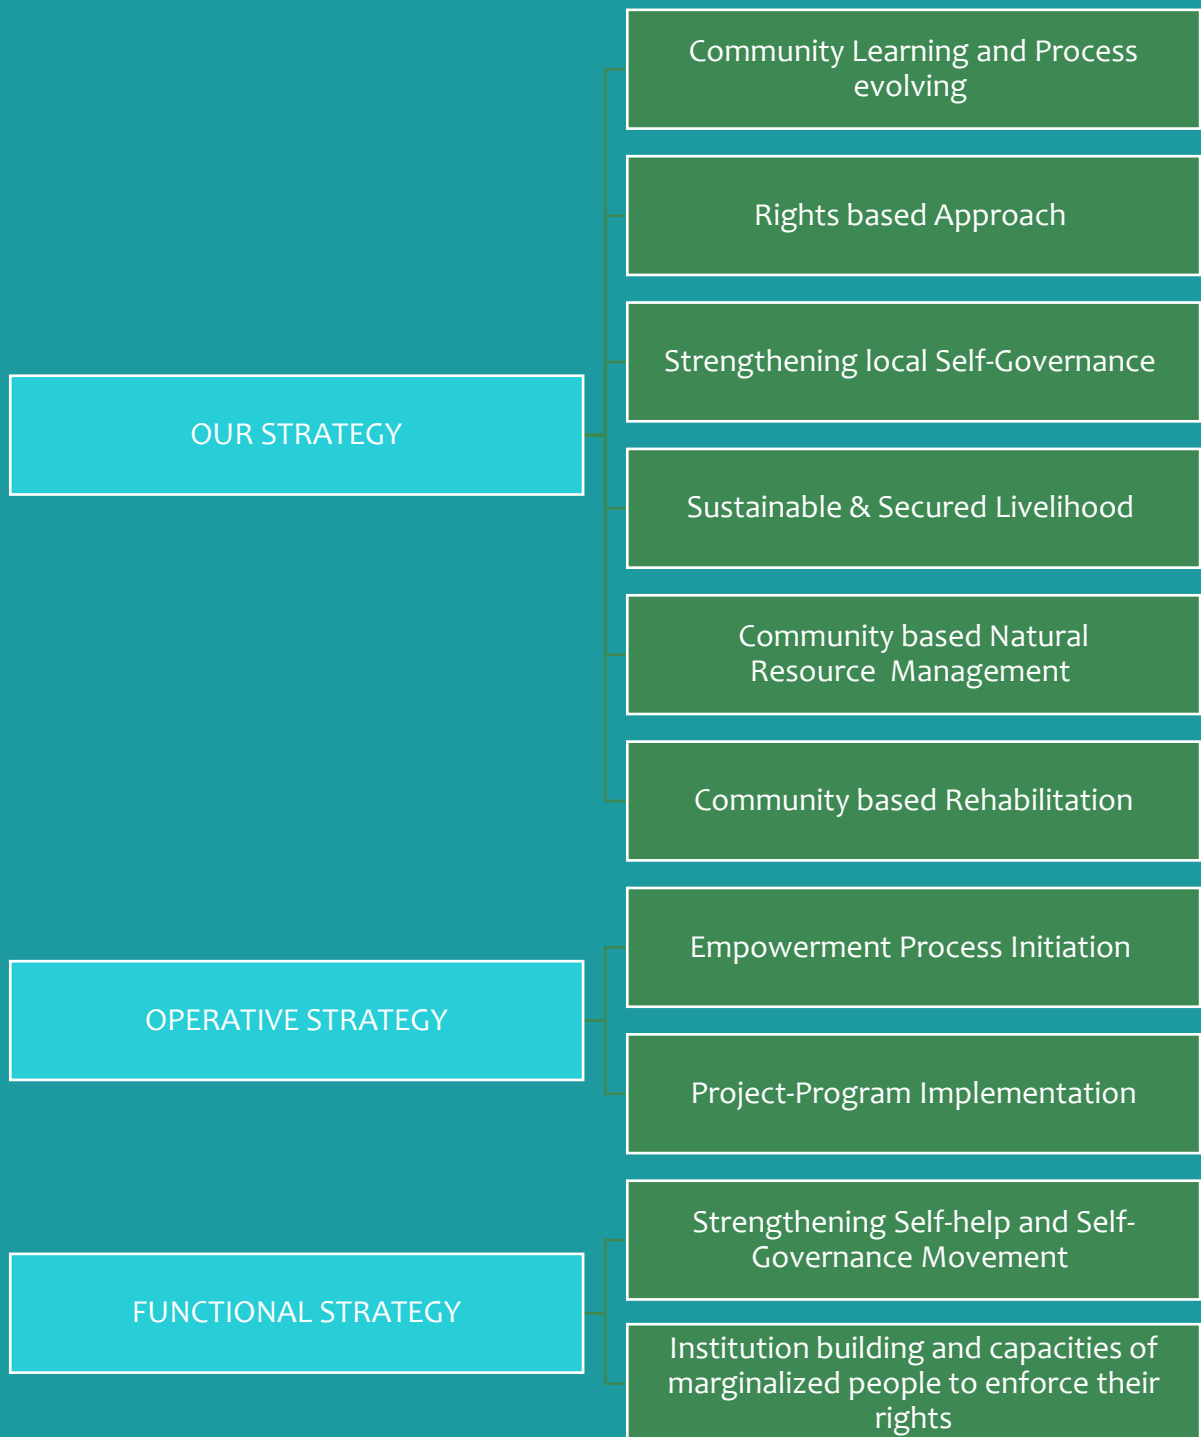 OUR STRATEGY
Community Learning and Process
evolving
Rights based Approach
Strengthening local Self-Governance
Sustainable & Secured Livelihood
Community based Natural
Resource  Management
Community based Rehabilitation
OPERATIVE STRATEGY
Empowerment Process Initiation
Project-Program Implementation
FUNCTIONAL STRATEGY
Strengthening Self-help and Self-
Governance Movement
Institution building and capacities of
marginalized people to enforce their
rights